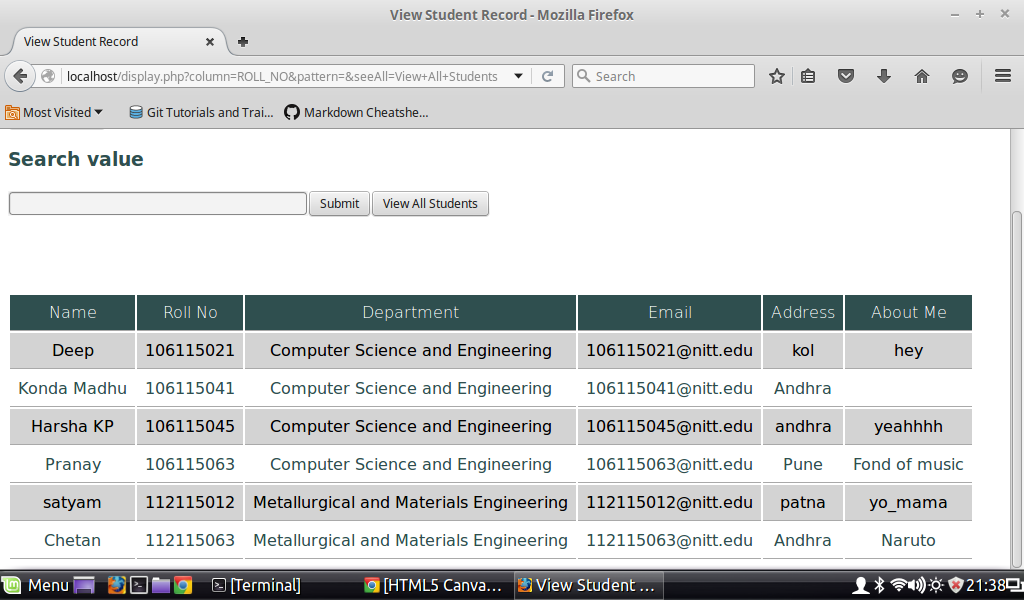 View Student Record - Mozilla Firefox
View Student Record
localhost/display.php?column=ROLL_NO&pattern=&seeAll=View+All+Students Search
Most Visited Git Tutorials and Trai... Markdown Cheatshe...
Search value
Submit View All Students
Name Roll No Department Email Address About Me
Deep 106115021 Computer Science and Engineering 106115021@nitt.edu kol hey
Konda Madhu 106115041 Computer Science and Engineering 106115041@nitt.edu Andhra
Harsha KP 106115045 Computer Science and Engineering 106115045@nitt.edu andhra yeahhhh
Pranay 106115063 Computer Science and Engineering 106115063@nitt.edu Pune Fond of music
satyam 112115012 Metallurgical and Materials Engineering 112115012@nitt.edu patna yo_mama
Chetan 112115063 Metallurgical and Materials Engineering 112115063@nitt.edu Andhra Naruto
Menu [Terminal] [HTML5 Canva... View Student ... 21:38